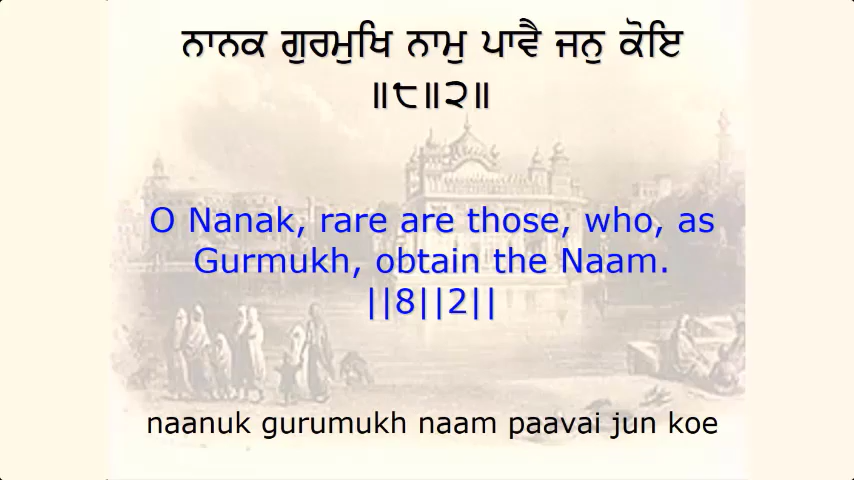 ਨਾਨਕ ਗੁਰਮੁਖਿ ਨਾਮੁ ਪਾਵੈ ਜਨੁ ਕੋਇ
॥੮॥੨॥
O Nanak, rare are those, who, as
Gurmukh, obtain the Naam.
||8||2||
naanuk gurumukh naam paavai jun koe